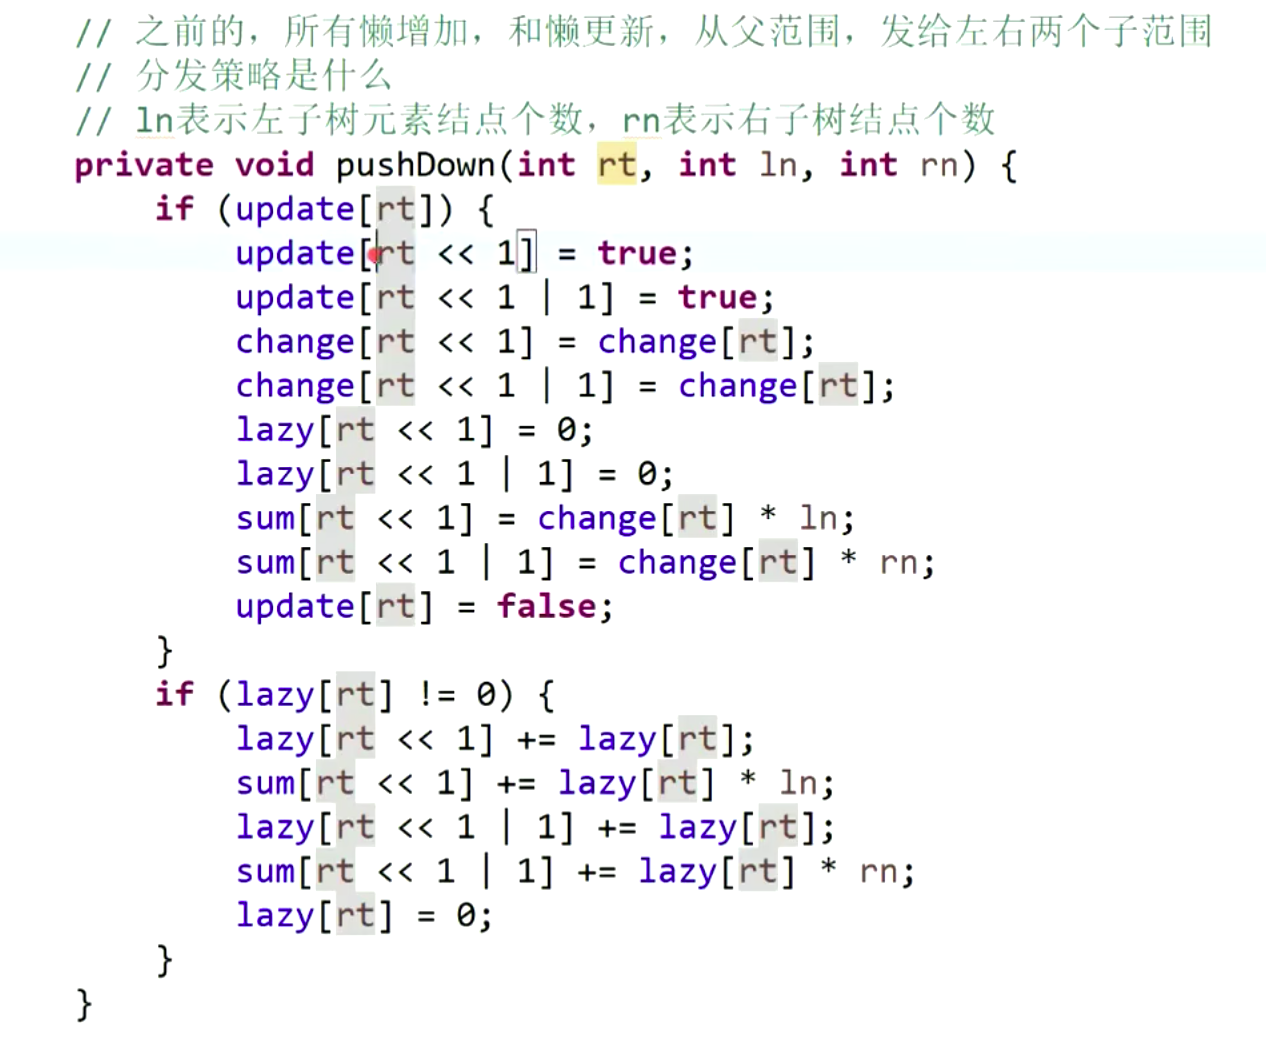 // 之前的，所有懒增加，和懒更新，从父范围，发给左右两个子范围
// 分发策略是什么
// ln表示左子树元素结点个数，rn表示右子树结点个数
private void pushDown(int rt, int ln, int rn) {
    if (update[rt]) {
        update[rt << 1] = true;
        update[rt << 1 | 1] = true;
        change[rt << 1] = change[rt];
        change[rt << 1 | 1] = change[rt];
        lazy[rt << 1] = 0;
        lazy[rt << 1 | 1] = 0;
        sum[rt << 1] = change[rt] * ln;
        sum[rt << 1 | 1] = change[rt] * rn;
        update[rt] = false;
    }
    if (lazy[rt] != 0) {
        lazy[rt << 1] += lazy[rt];
        sum[rt << 1] += lazy[rt] * ln;
        lazy[rt << 1 | 1] += lazy[rt];
        sum[rt << 1 | 1] += lazy[rt] * rn;
        lazy[rt] = 0;
    }
}